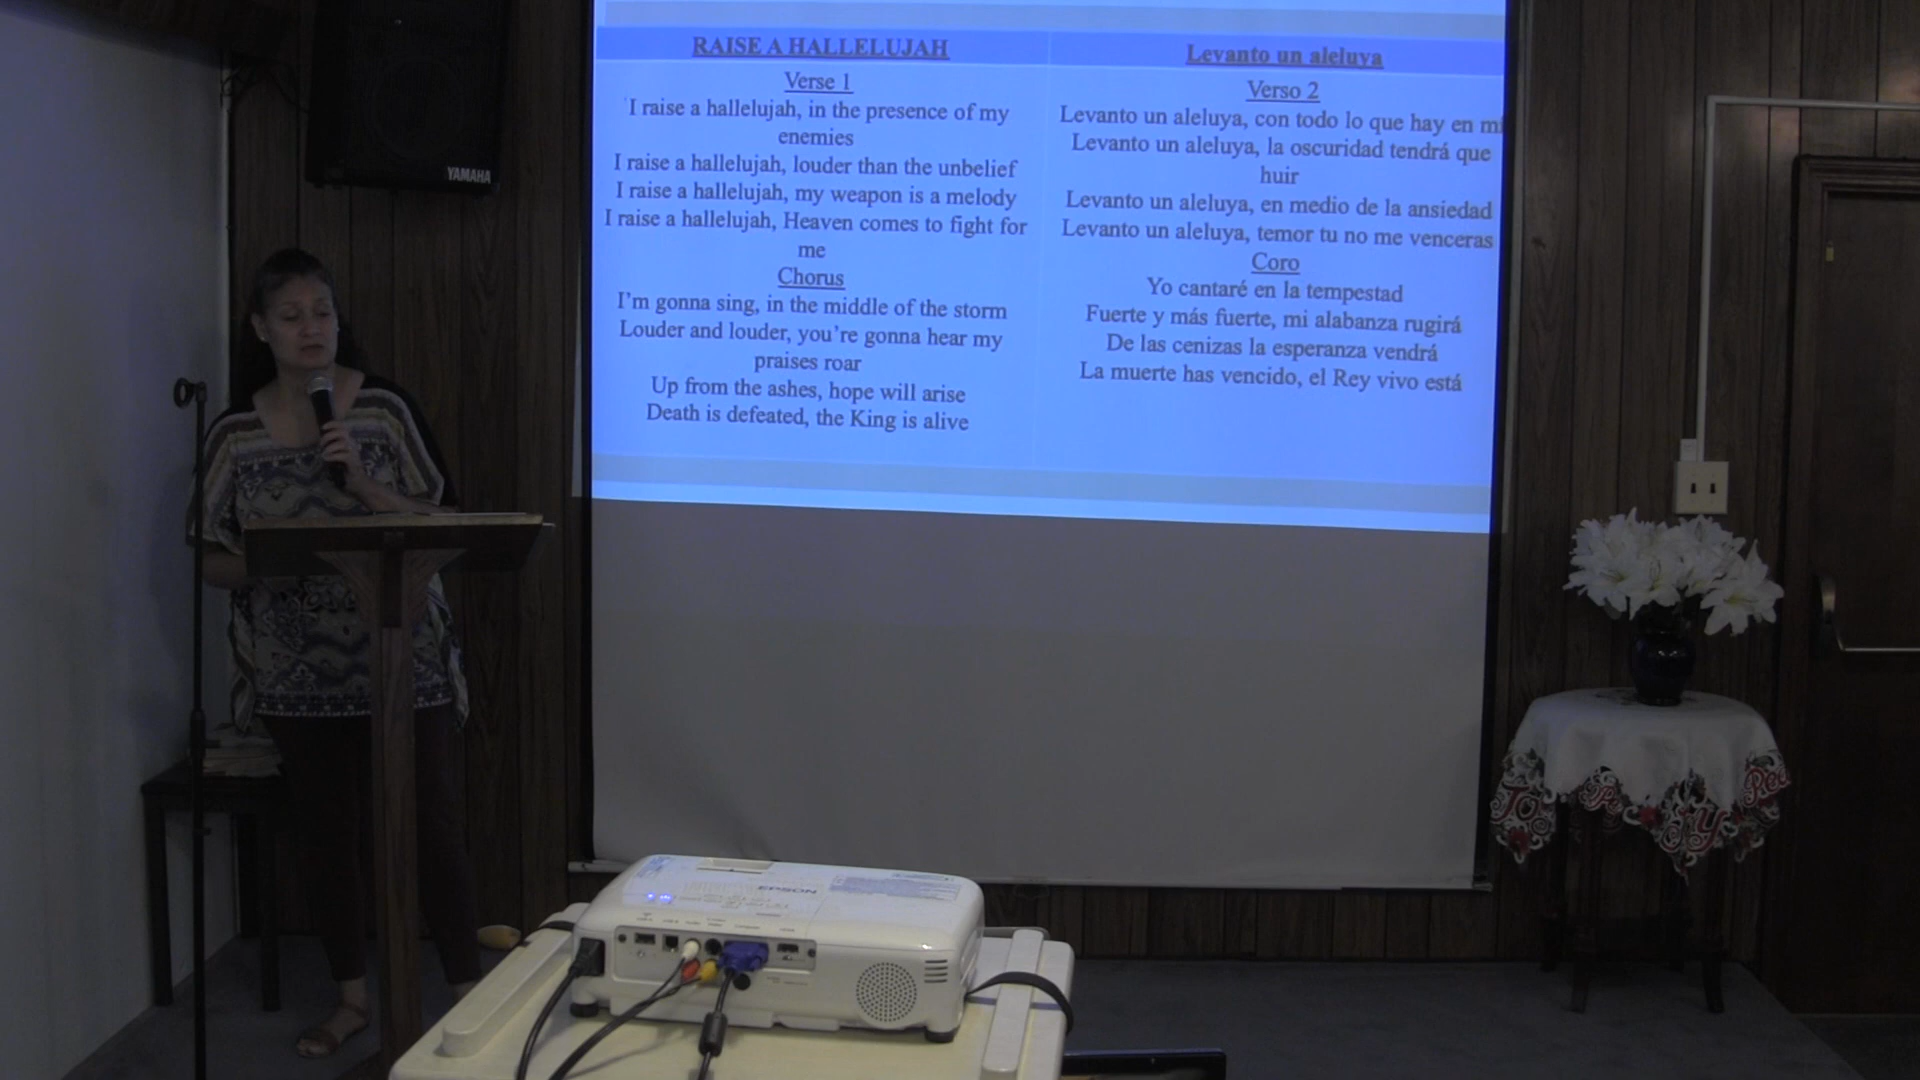 YAMAHA
RAISE A HALLELUJAH
Verse 1
I raise a hallelujah, in the presence of my
enemies
I raise a hallelujah, louder than the unbelief
I raise a hallelujah, my weapon is a melody
I raise a hallelujah, Heaven comes to fight for
me
Chorus
I'm gonna sing, in the middle of the storm
Louder and louder, you're gonna hear my
praises roar
Up from the ashes, hope will arise
Death is defeated, the King is alive
Levanto un aleluya
Verso 2
Levanto un aleluya, con todo lo que hay en mi
Levanto un aleluya, la oscuridad tendrá que
huir
Levanto un aleluya, en medio de la ansiedad
Levanto un aleluya, temor tu no me venceras
Coro
Yo cantaré en la tempestad
Fuerte y más fuerte, mi alabanza rugirá
De las cenizas la esperanza vendrá
La muerte has vencido, el Rey vivo está
EPSON